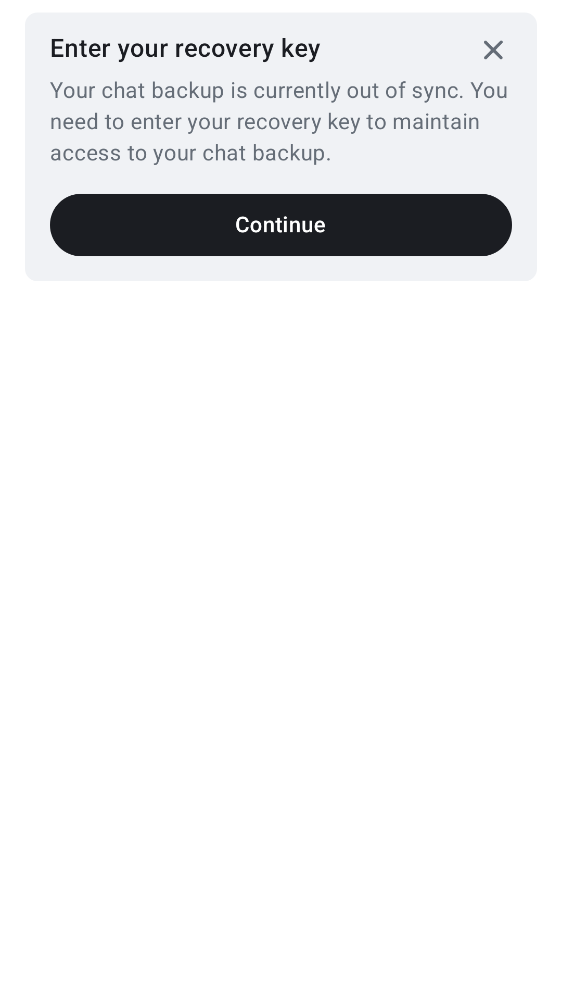 Enter your recovery key
Your chat backup is currently out of sync. You
need to enter your recovery key to maintain
access to your chat backup.
Continue